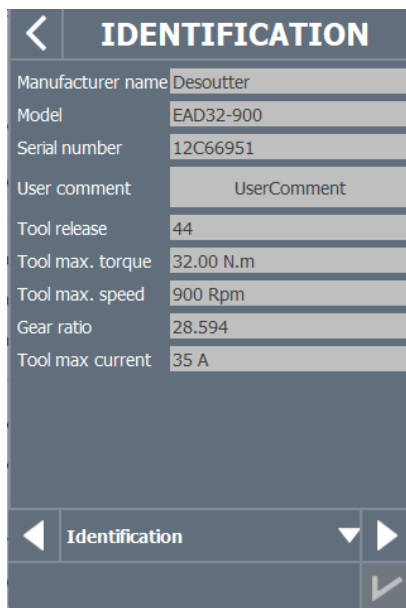 IDENTIFICATION
Manufacturer name Desoutter
Model EAD32-900
Serial number 12C66951
User comment UserComment
Tool release 44
Tool max. torque 32.00 N.m
Tool max. speed 900 Rpm
Gear ratio 28.594
Tool max current 35 A
Identification